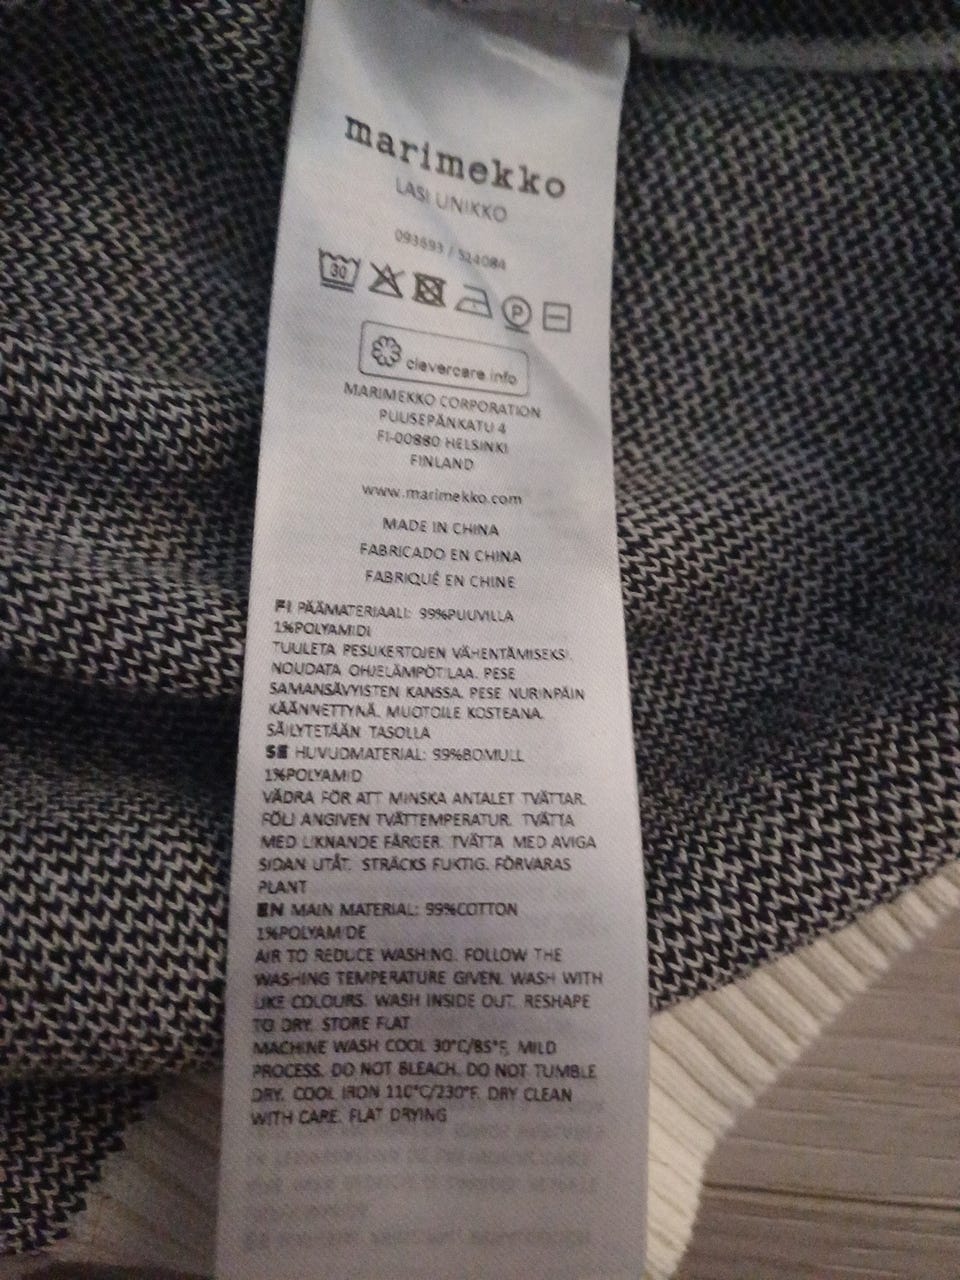 marimekko
LASI UNIKKO
093693 / 524084
30
P
clevercare.info
MARIMEKKO CORPORATION
PUUSEPÄNKATU 4
FI-00880 HELSINKI
FINLAND
www.marimekko.com
MADE IN CHINA
FABRICADO EN CHINA
FABRIQUÉ EN CHINE
FI PÄÄMATERIAALI: 99%PUUVILLA
1%POLYAMIDI
TUULETA PESUKERTOJEN VÄHENTÄMISEKSI.
NOUDATA OHJELÄMPÖTILAA. PESE
SAMANSÄVYISTEN KANSSA. PESE NURINPÄIN
KÄÄNNETTYNÄ. MUOTOILE KOSTEANA.
SÄILYTETÄÄN TASOLLA
SE HUVUDMATERIAL: 99%BOMULL
1%POLYAMID
VÄDRA FÖR ATT MINSKA ANTALET TVÄTTAR.
FÖLJ ANGIVEN TVÄTTEMPERATUR. TVÄTTA
MED LIKNANDE FÄRGER. TVÄTTA MED AVIGA
SIDAN UTÅT. STRÄCKS FUKTIG. FÖRVARAS
PLANT
EN MAIN MATERIAL: 99%COTTON
1%POLYAMIDE
AIR TO REDUCE WASHING. FOLLOW THE
WASHING TEMPERATURE GIVEN. WASH WITH
LIKE COLOURS. WASH INSIDE OUT. RESHAPE
TO DRY. STORE FLAT
MACHINE WASH COOL 30°C/85°F, MILD
PROCESS. DO NOT BLEACH. DO NOT TUMBLE
DRY. COOL IRON 110°C/230°F. DRY CLEAN
WITH CARE. FLAT DRYING